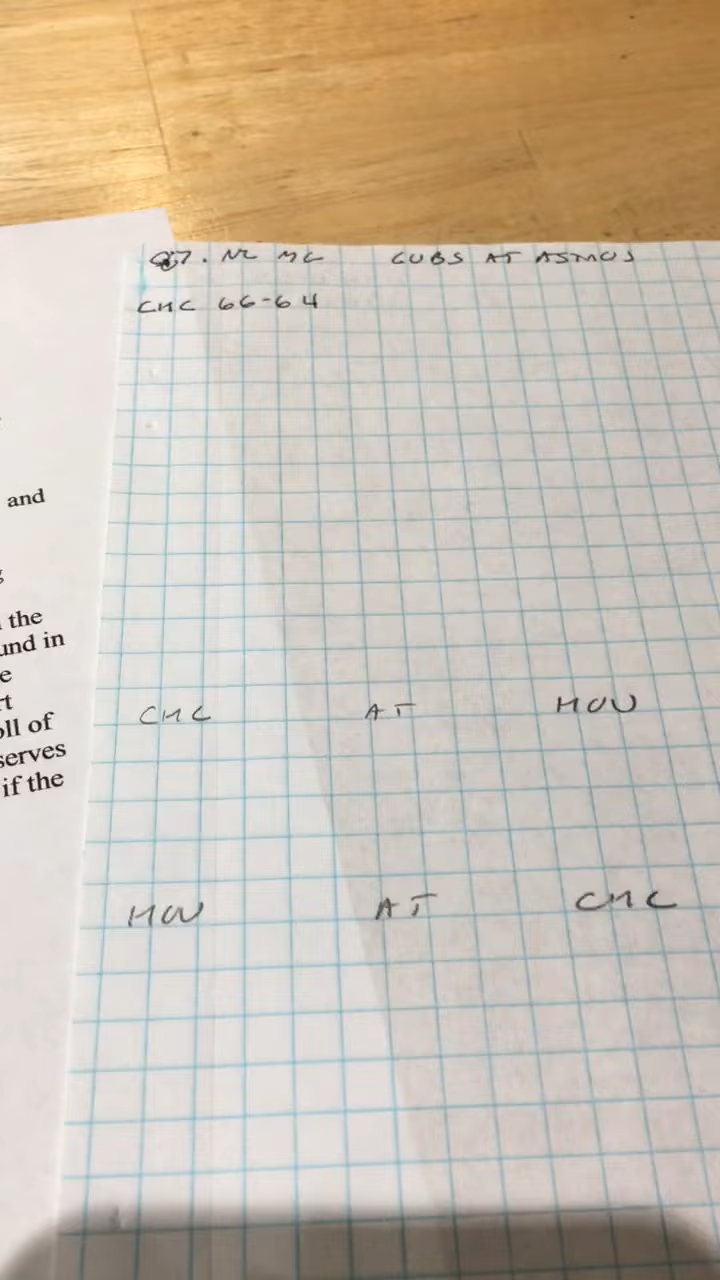 87. NL MC CUBS AT ASTROS
CHC 66-64
and
the
und in
e
rt
oll of
serves
if the
CHC AT HOU
HOU AT CHC